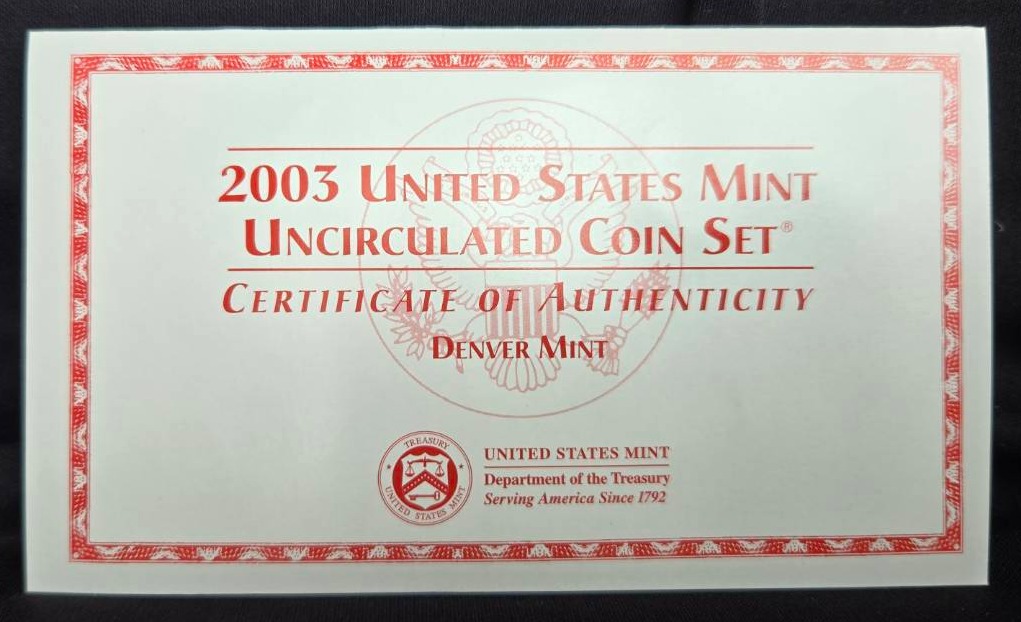 2003 UNITED STATES MINT
UNCIRCULATED COIN SET®
CERTIFICATE OF AUTHENTICITY
DENVER MINT
TREASURY
UNITED STATES MINT
UNITED STATES MINT
Department of the Treasury
Serving America Since 1792